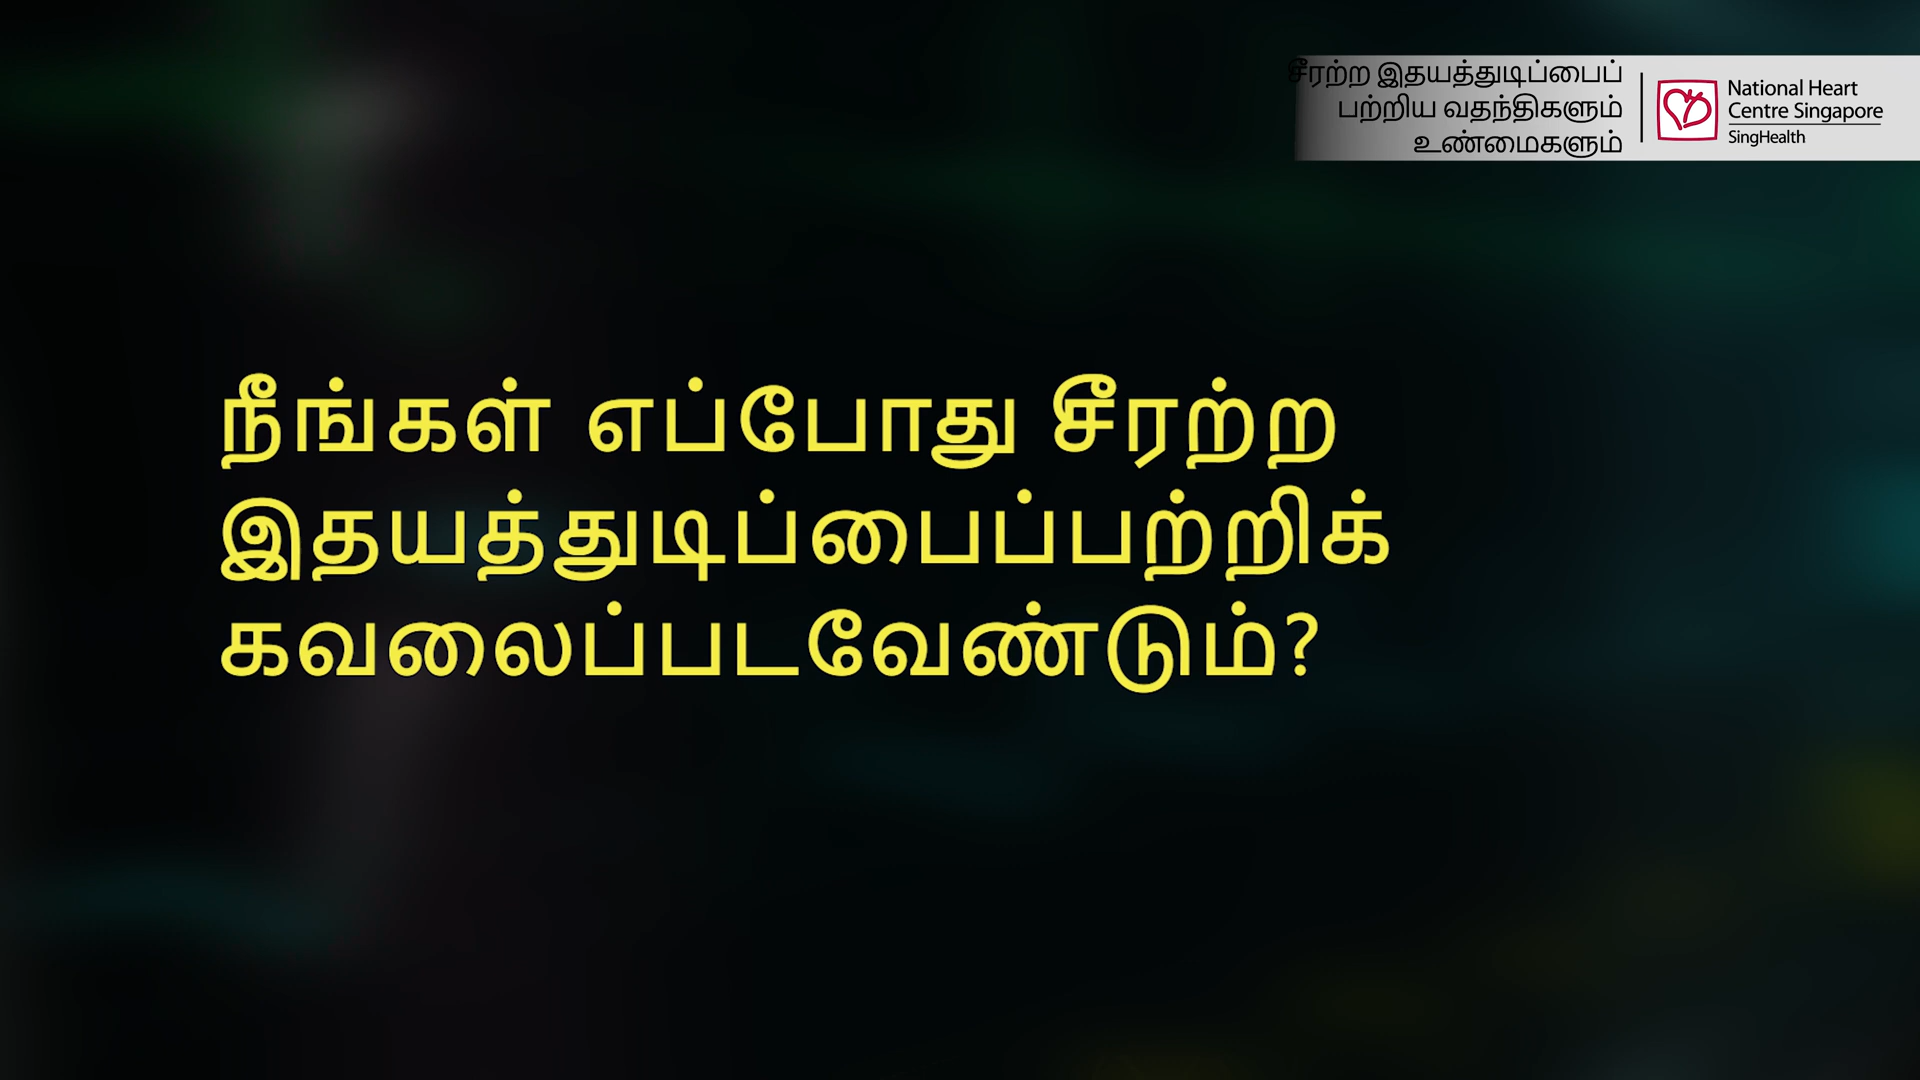 சீரற்ற இதயத்துடிப்பைப்
பற்றிய வதந்திகளும்
உண்மைகளும்
National Heart
Centre Singapore
SingHealth
நீங்கள் எப்போது சீரற்ற
இதயத்துடிப்பைப்பற்றிக்
கவலைப்படவேண்டும்?